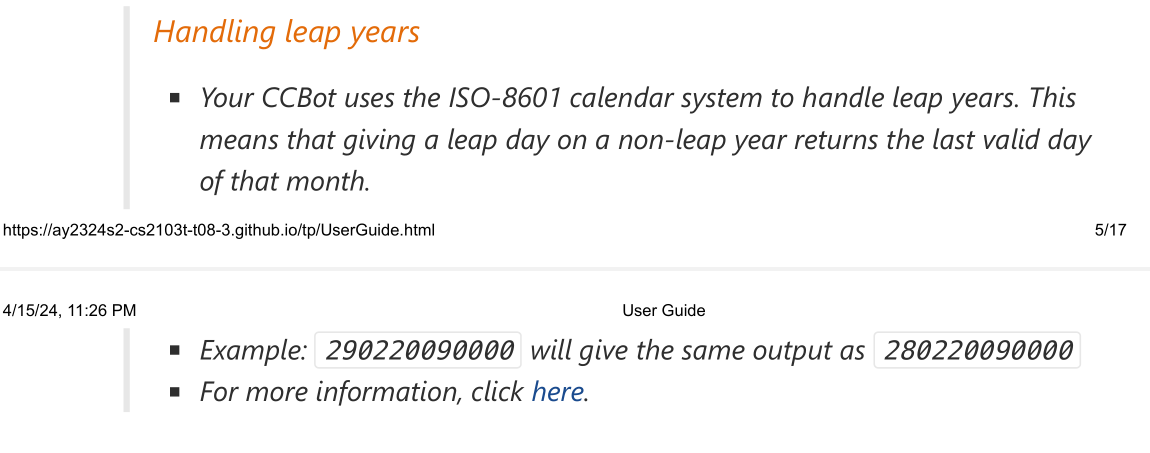 Handling leap years
▪ Your CCBot uses the ISO-8601 calendar system to handle leap years. This
means that giving a leap day on a non-leap year returns the last valid day
of that month.
https://ay2324s2-cs2103t-t08-3.github.io/tp/UserGuide.html 5/17
4/15/24, 11:26 PM User Guide
▪ Example: 290220090000 will give the same output as 280220090000
▪ For more information, click here.